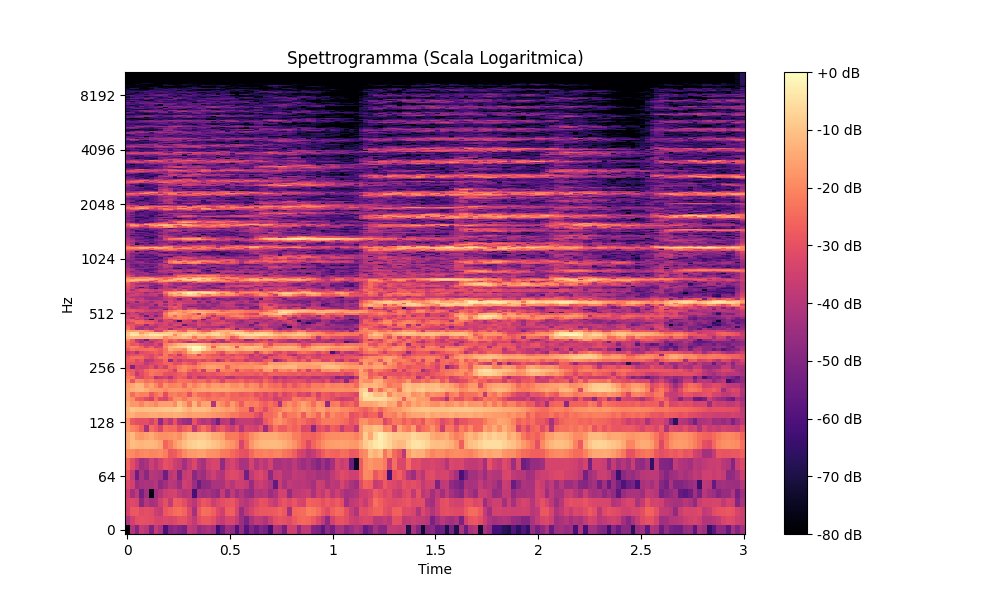 Spettrogramma (Scala Logaritmica)
8192
4096
2048
1024
512
256
128
64
0
Hz
0
0.5
1
1.5
2
2.5
3
Time
+0 dB
-10 dB
-20 dB
-30 dB
-40 dB
-50 dB
-60 dB
-70 dB
-80 dB